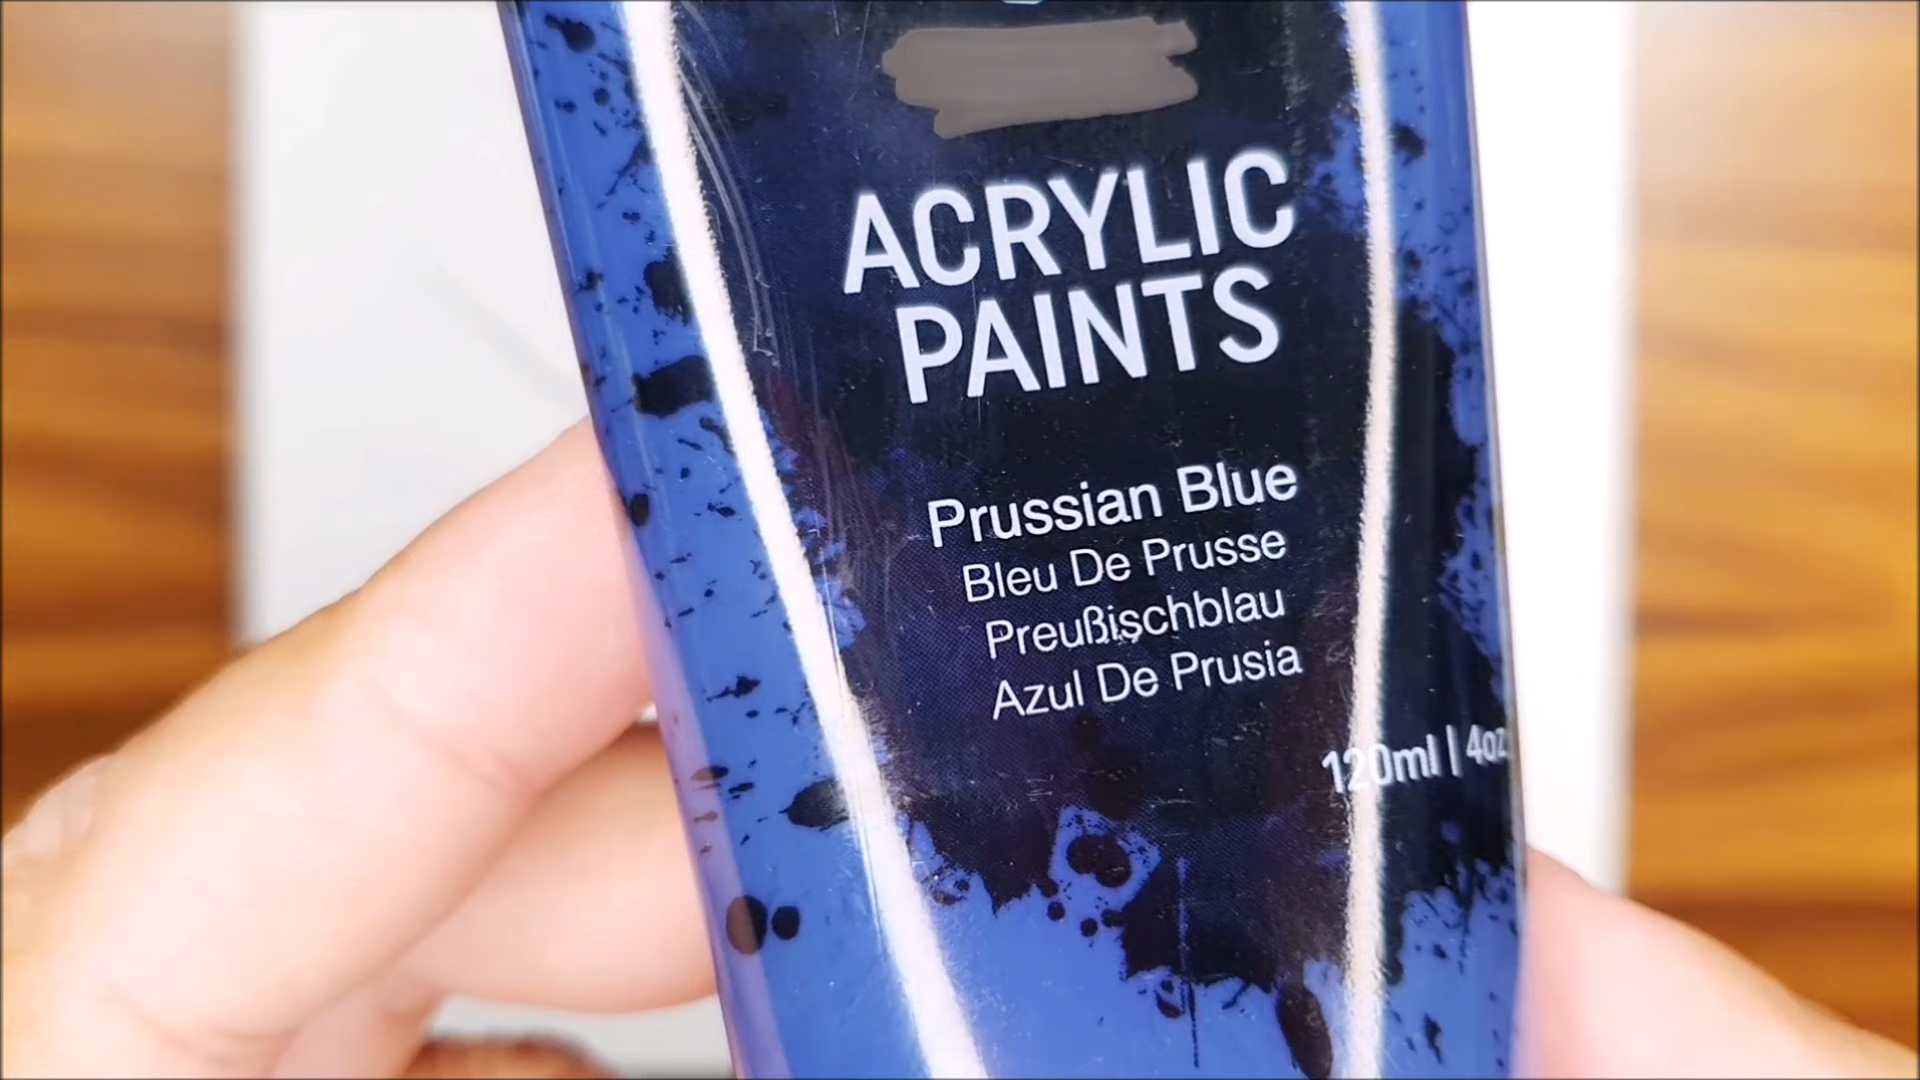 ACRYLIC
PAINTS
Prussian Blue
Bleu De Prusse
Preußischblau
Azul De Prusia
120ml | 4oz